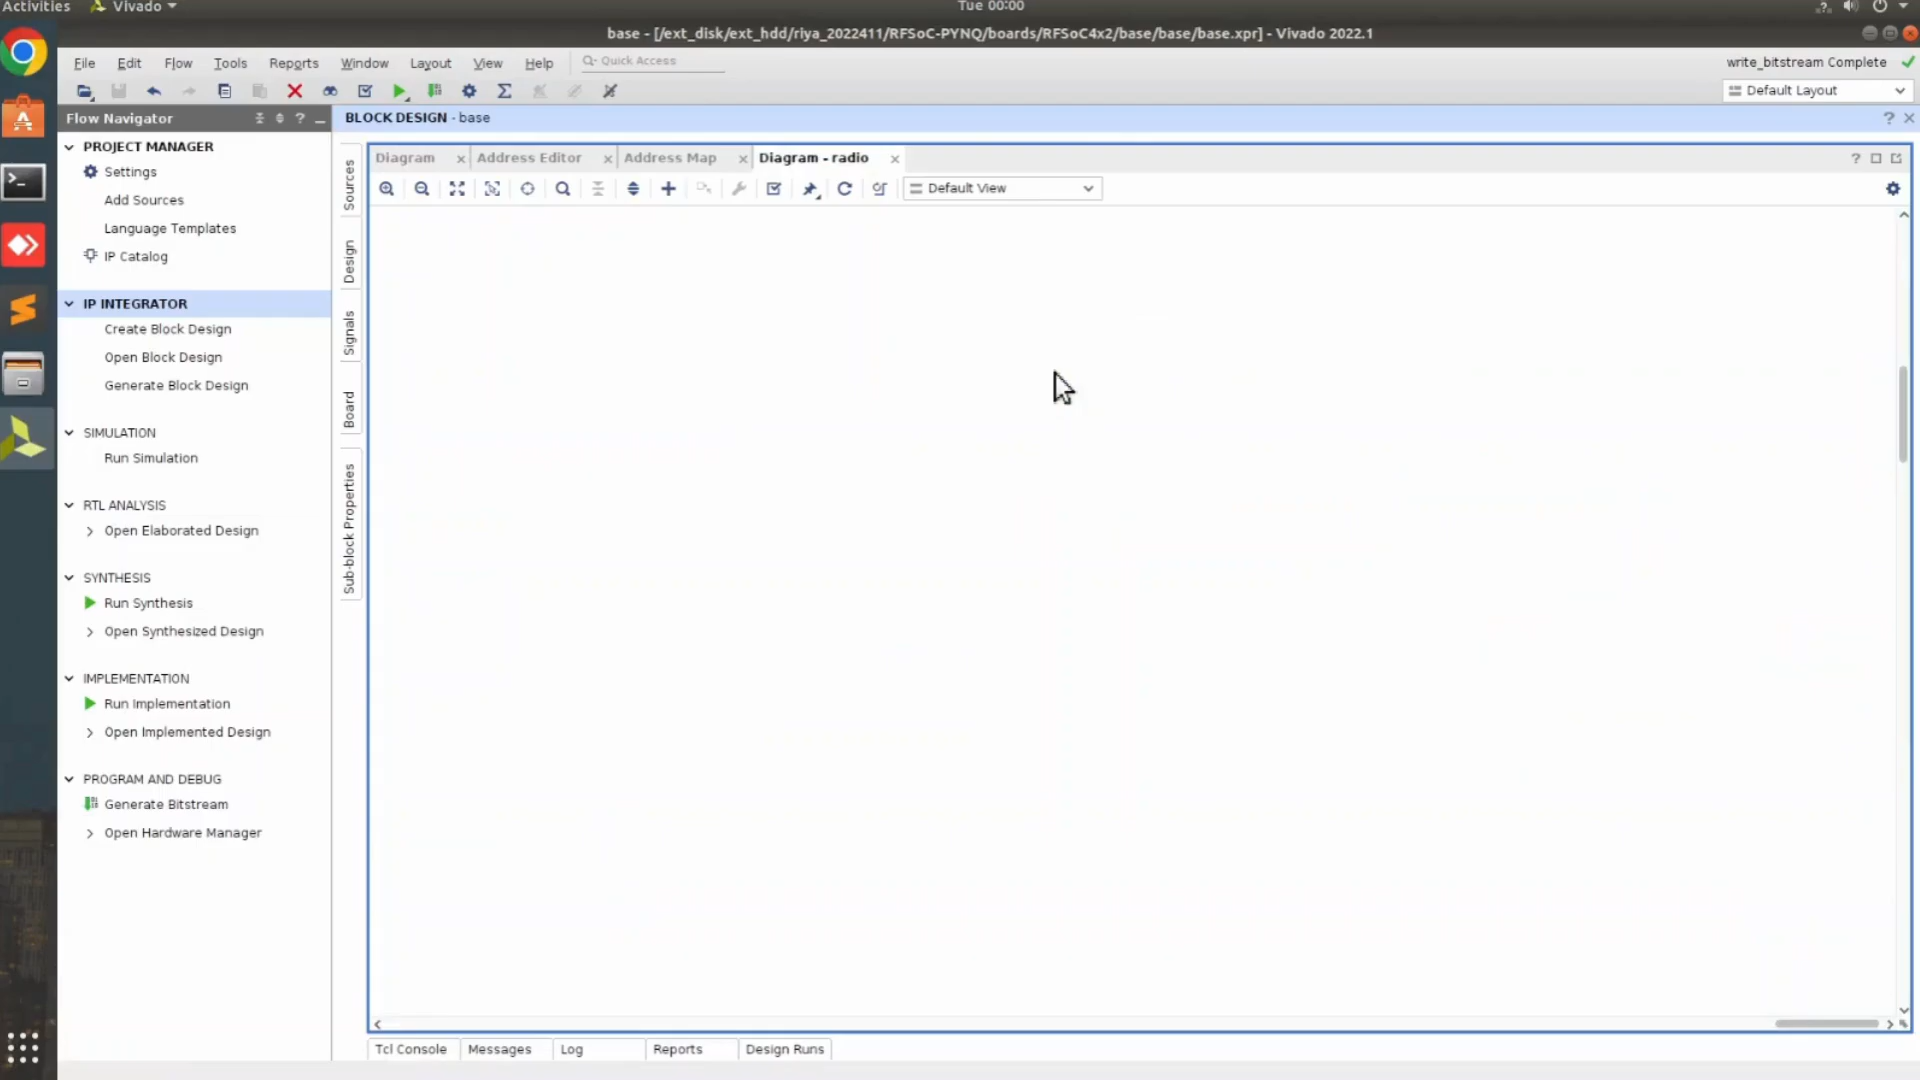 Activities Vivado Tue 00:00
base - [/ext_disk/ext_hdd/riya_2022411/RFSoC-PYNQ/boards/RFSoC4x2/base/base/base.xpr] - Vivado 2022.1
File Edit Flow Tools Reports Window Layout View Help Quick Access write_bitstream Complete
Default Layout
Flow Navigator
BLOCK DESIGN - base
PROJECT MANAGER
Settings
Add Sources
Language Templates
IP Catalog
IP INTEGRATOR
Create Block Design
Open Block Design
Generate Block Design
SIMULATION
Run Simulation
RTL ANALYSIS
Open Elaborated Design
SYNTHESIS
Run Synthesis
Open Synthesized Design
IMPLEMENTATION
Run Implementation
Open Implemented Design
PROGRAM AND DEBUG
Generate Bitstream
Open Hardware Manager
Sources
Design
Signals
Board
Sub-block Properties
Diagram Address Editor Address Map Diagram - radio
Default View
Tcl Console Messages Log Reports Design Runs